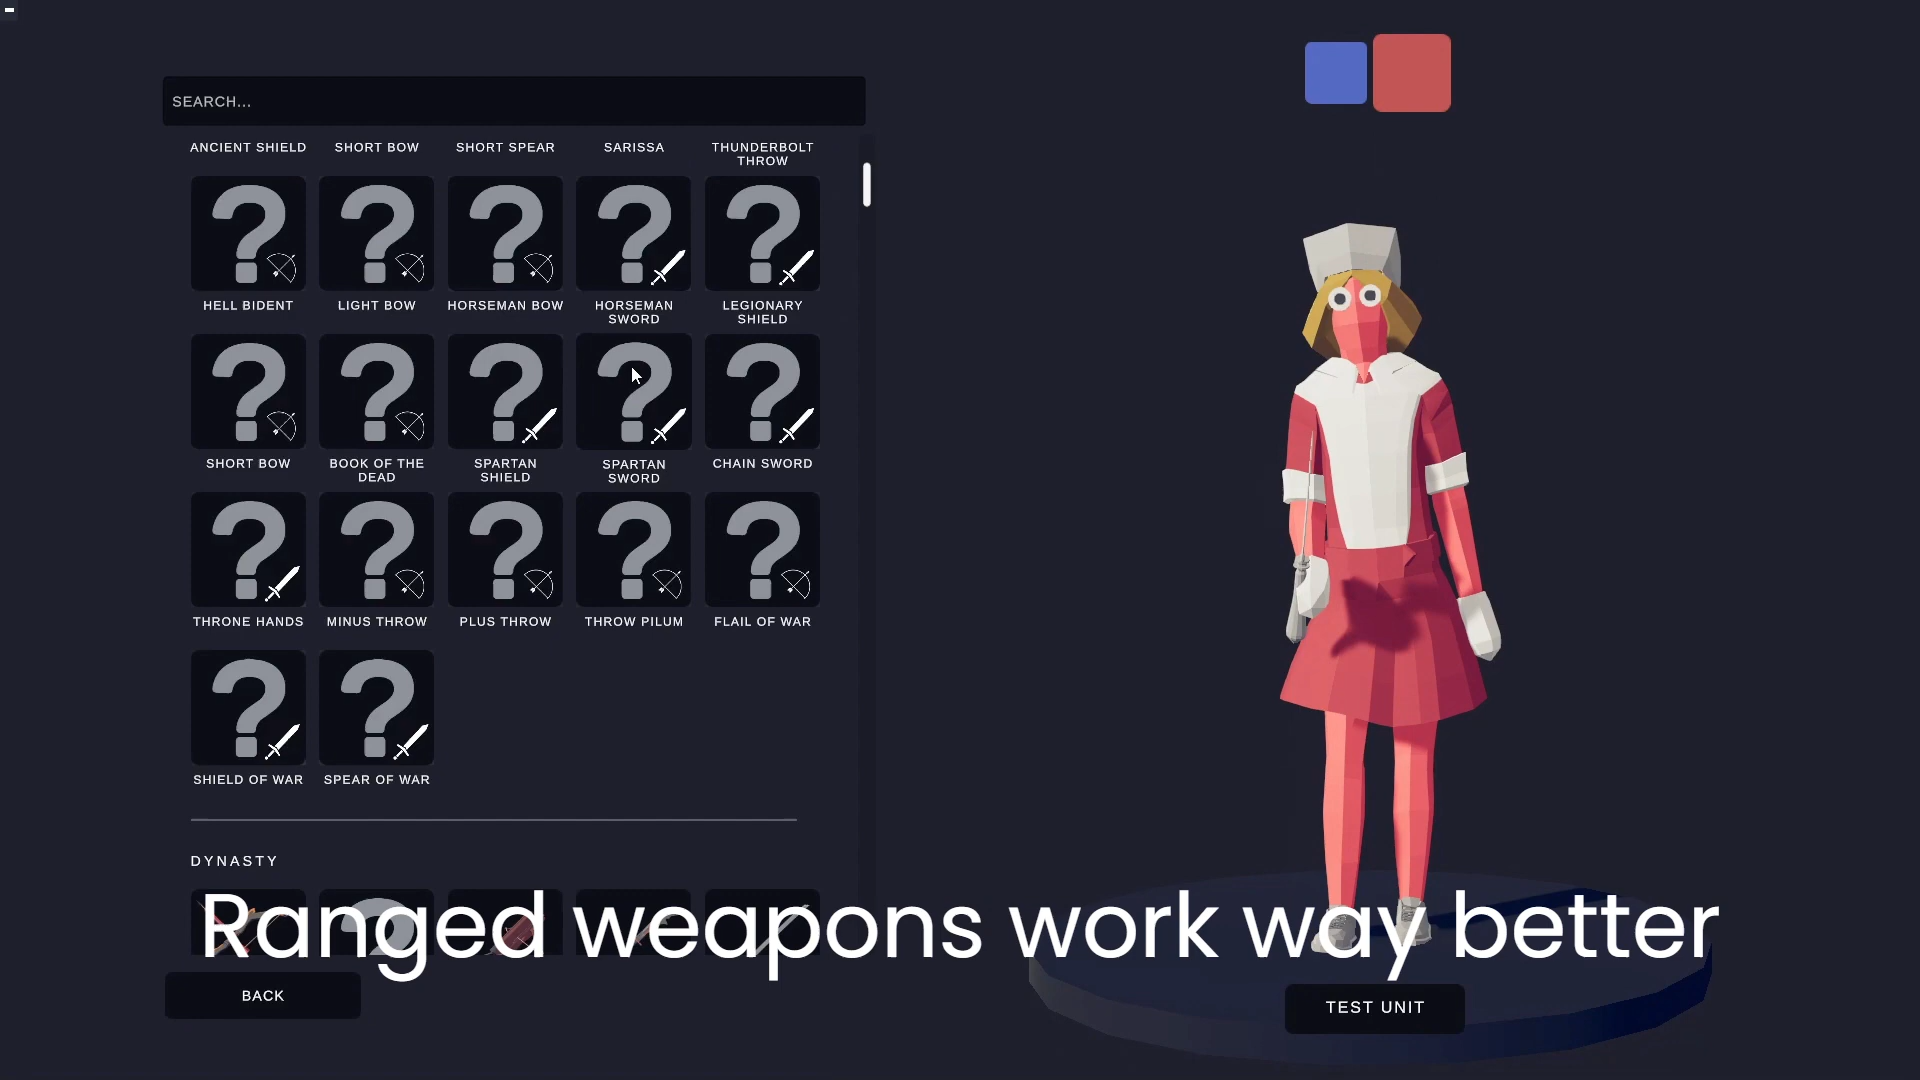 SEARCH...
ANCIENT SHIELD SHORT BOW SHORT SPEAR SARISSA THUNDERBOLT THROW
HELL BIDENT LIGHT BOW HORSEMAN BOW HORSEMAN SWORD LEGIONARY SHIELD
SHORT BOW BOOK OF THE DEAD SPARTAN SHIELD SPARTAN SWORD CHAIN SWORD
THRONE HANDS MINUS THROW PLUS THROW THROW PILUM FLAIL OF WAR
SHIELD OF WAR SPEAR OF WAR
DYNASTY
Ranged weapons work way better
BACK
TEST UNIT